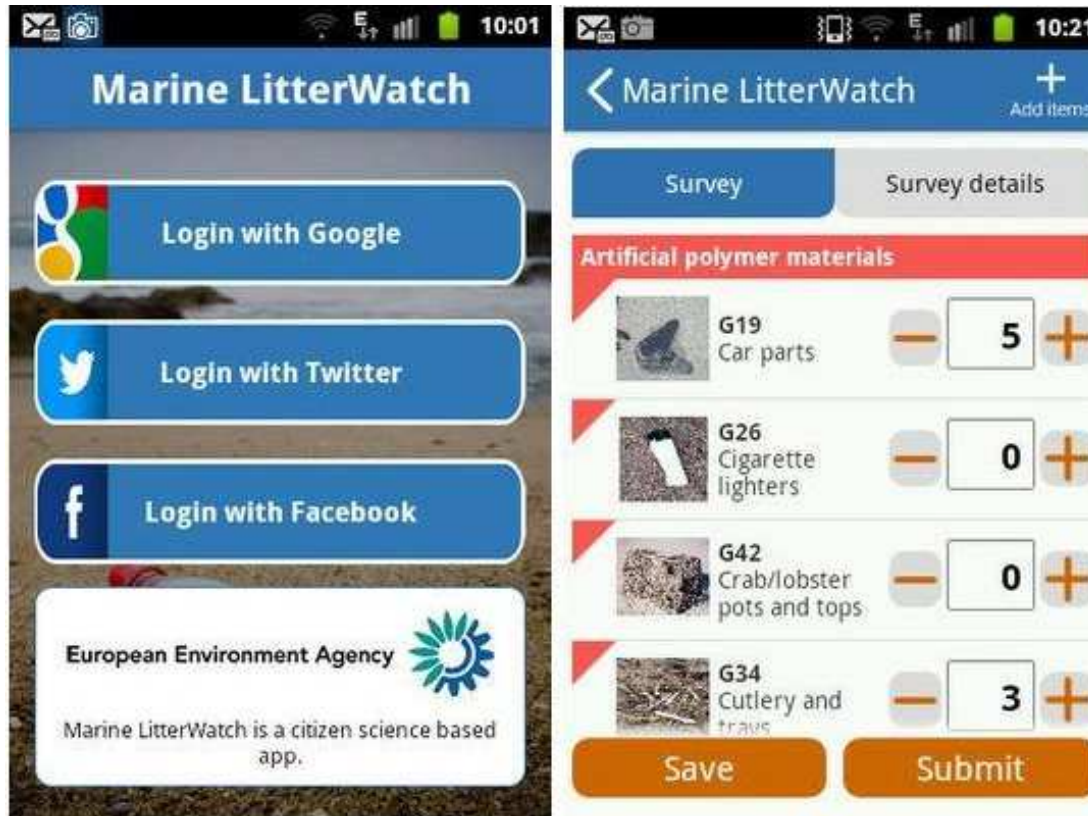 10:01
Marine LitterWatch
Login with Google
Login with Twitter
f
Login with Facebook
European Environment Agency
Marine LitterWatch is a citizen science based
app.
E
10:21
Marine LitterWatch
Add items
Survey
Survey details
Artificial polymer materials
G19
Car parts
5
G26
Cigarette
lighters
0
G42
Crab/lobster
pots and tops
0
G34
Cutlery and
trays
3
Save
Submit